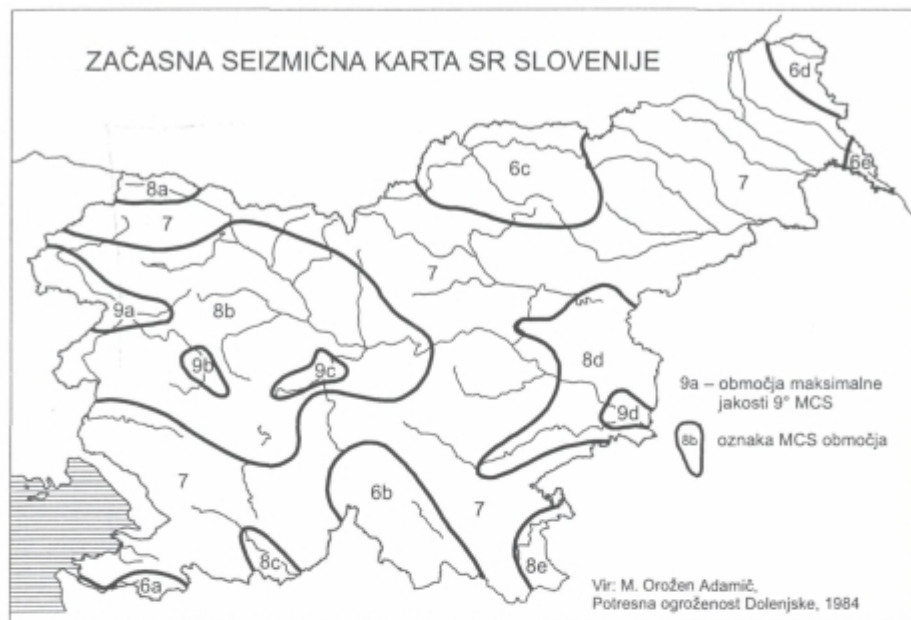 ZAČASNA SEIZMIČNA KARTA SR SLOVENIJE
6d
6e
6c
7
8a
7
7
9a
8b
9b
9c
8d
9d
9a – območja maksimalne
jakosti 9° MCS
8b
oznaka MCS območja
7
6b
7
8c
8e
6a
Vir: M. Orožen Adamič,
Potresna ogroženost Dolenjske, 1984